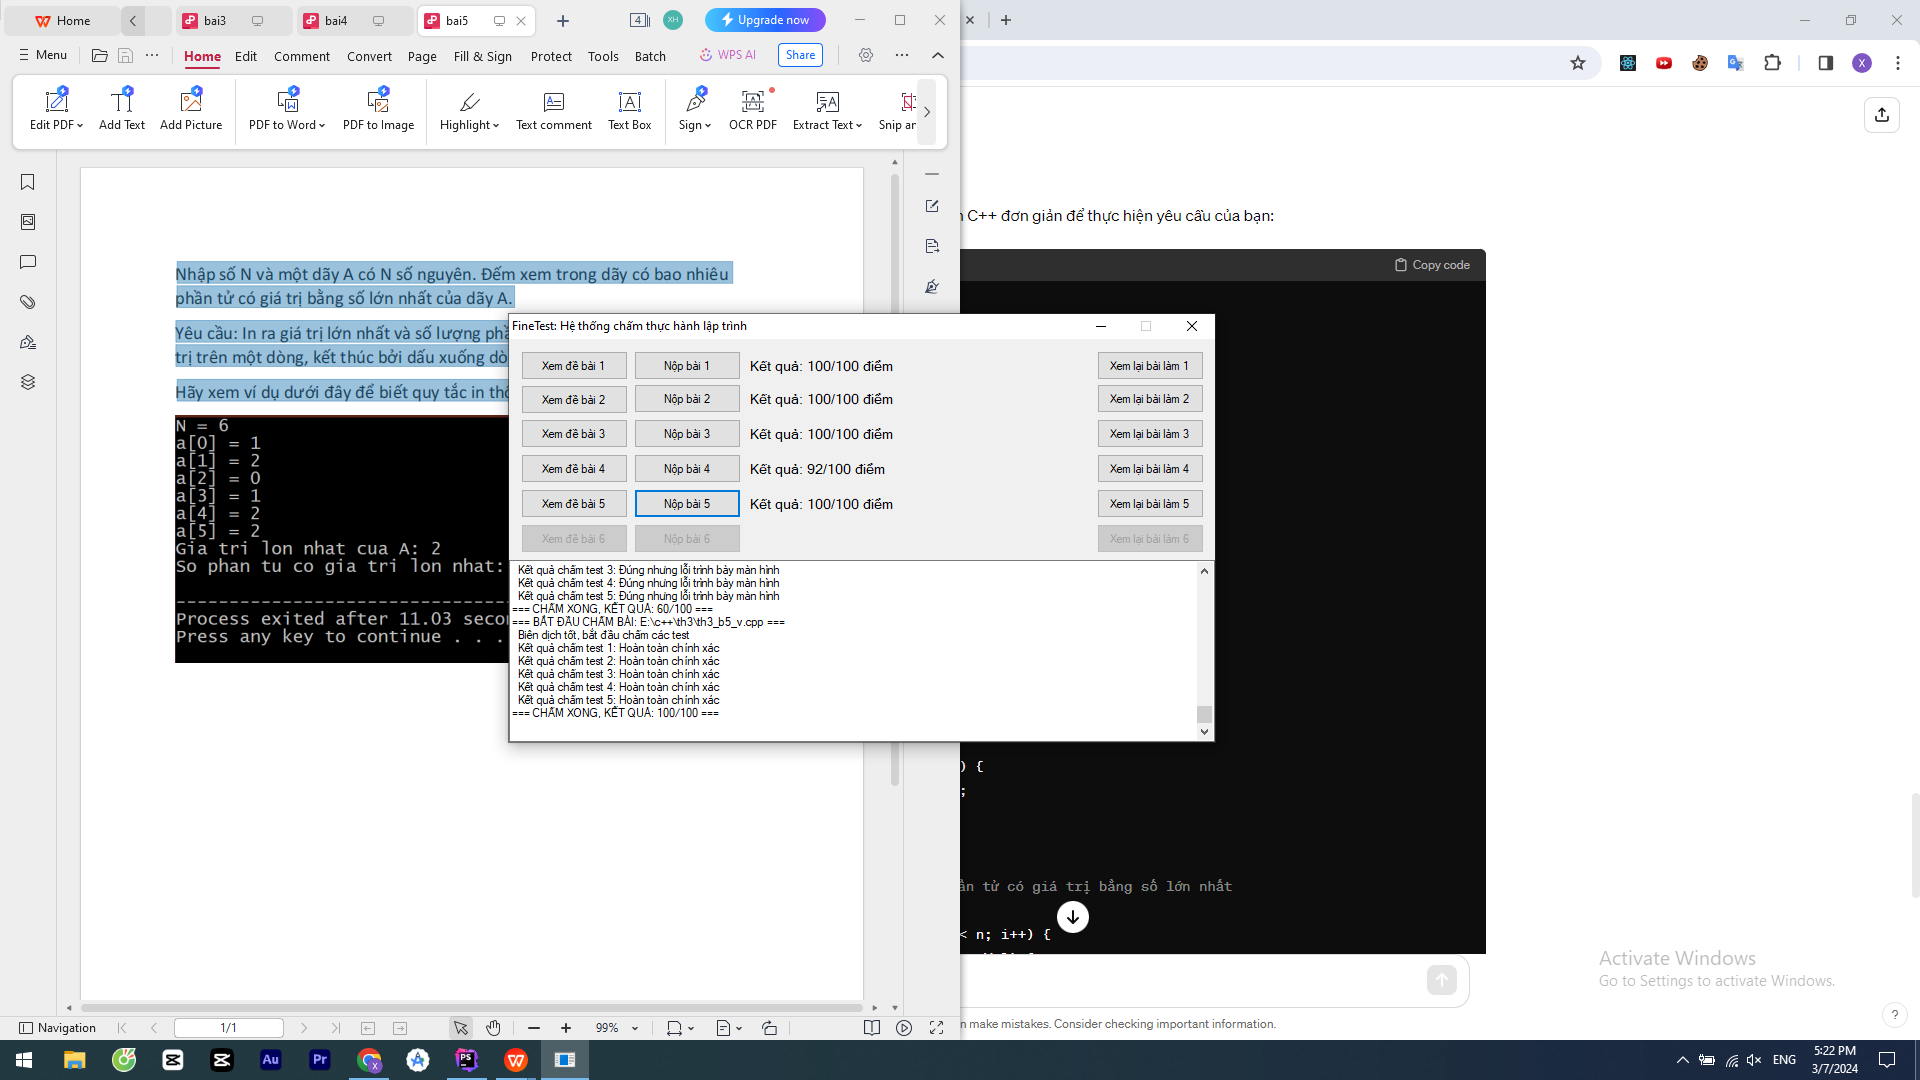 Home
bai3
bai4
bai5
4
XH
Upgrade now
Menu
Home
Edit
Comment
Convert
Page
Fill & Sign
Protect
Tools
Batch
WPS AI
Share
Edit PDF
Add Text
Add Picture
PDF to Word
PDF to Image
Highlight
Text comment
Text Box
Sign
OCR PDF
Extract Text
Snip
Nhập số N và một dãy A có N số nguyên. Đếm xem trong dãy có bao nhiêu
phần tử có giá trị bằng số lớn nhất của dãy A.
Yêu cầu: In ra giá trị lớn nhất và số lượng
trị trên một dòng, kết thúc bởi dấu xuống
Hãy xem ví dụ dưới đây để biết quy tắc in
N = 6
a[0] = 1
a[1] = 2
a[2] = 0
a[3] = 1
a[4] = 2
a[5] = 2
Gia tri lon nhat cua A: 2
So phan tu co gia tri lon nhat:
--------------------------------
Process exited after 11.03
Press any key to continue . . .
FineTest: Hệ thống chấm thực hành lập trình
Xem đề bài 1
Nộp bài 1
Kết quả: 100/100 điểm
Xem lại bài làm 1
Xem đề bài 2
Nộp bài 2
Kết quả: 100/100 điểm
Xem lại bài làm 2
Xem đề bài 3
Nộp bài 3
Kết quả: 100/100 điểm
Xem lại bài làm 3
Xem đề bài 4
Nộp bài 4
Kết quả: 92/100 điểm
Xem lại bài làm 4
Xem đề bài 5
Nộp bài 5
Kết quả: 100/100 điểm
Xem lại bài làm 5
Xem đề bài 6
Nộp bài 6
Xem lại bài làm 6
Kết quả chấm test 3: Đúng nhưng lỗi trình bày màn hình
Kết quả chấm test 4: Đúng nhưng lỗi trình bày màn hình
Kết quả chấm test 5: Đúng nhưng lỗi trình bày màn hình
=== CHẤM XONG, KẾT QUẢ: 60/100 ===
=== BẮT ĐẦU CHẤM BÀI: E:\c++\th3\th3_b5_v.cpp ===
Biên dịch tốt, bắt đầu chấm các test
Kết quả chấm test 1: Hoàn toàn chính xác
Kết quả chấm test 2: Hoàn toàn chính xác
Kết quả chấm test 3: Hoàn toàn chính xác
Kết quả chấm test 4: Hoàn toàn chính xác
Kết quả chấm test 5: Hoàn toàn chính xác
=== CHẤM XONG, KẾT QUẢ: 100/100 ===
C++ đơn giản để thực hiện yêu cầu của bạn:
Copy code
) {
;
tử có giá trị bằng số lớn nhất
< n; i++) {
make mistakes. Consider checking important information.
?
Activate Windows
Go to Settings to activate Windows.
X
Navigation
1/1
99%
Au
Pr
PS
ENG
5:22 PM
3/7/2024